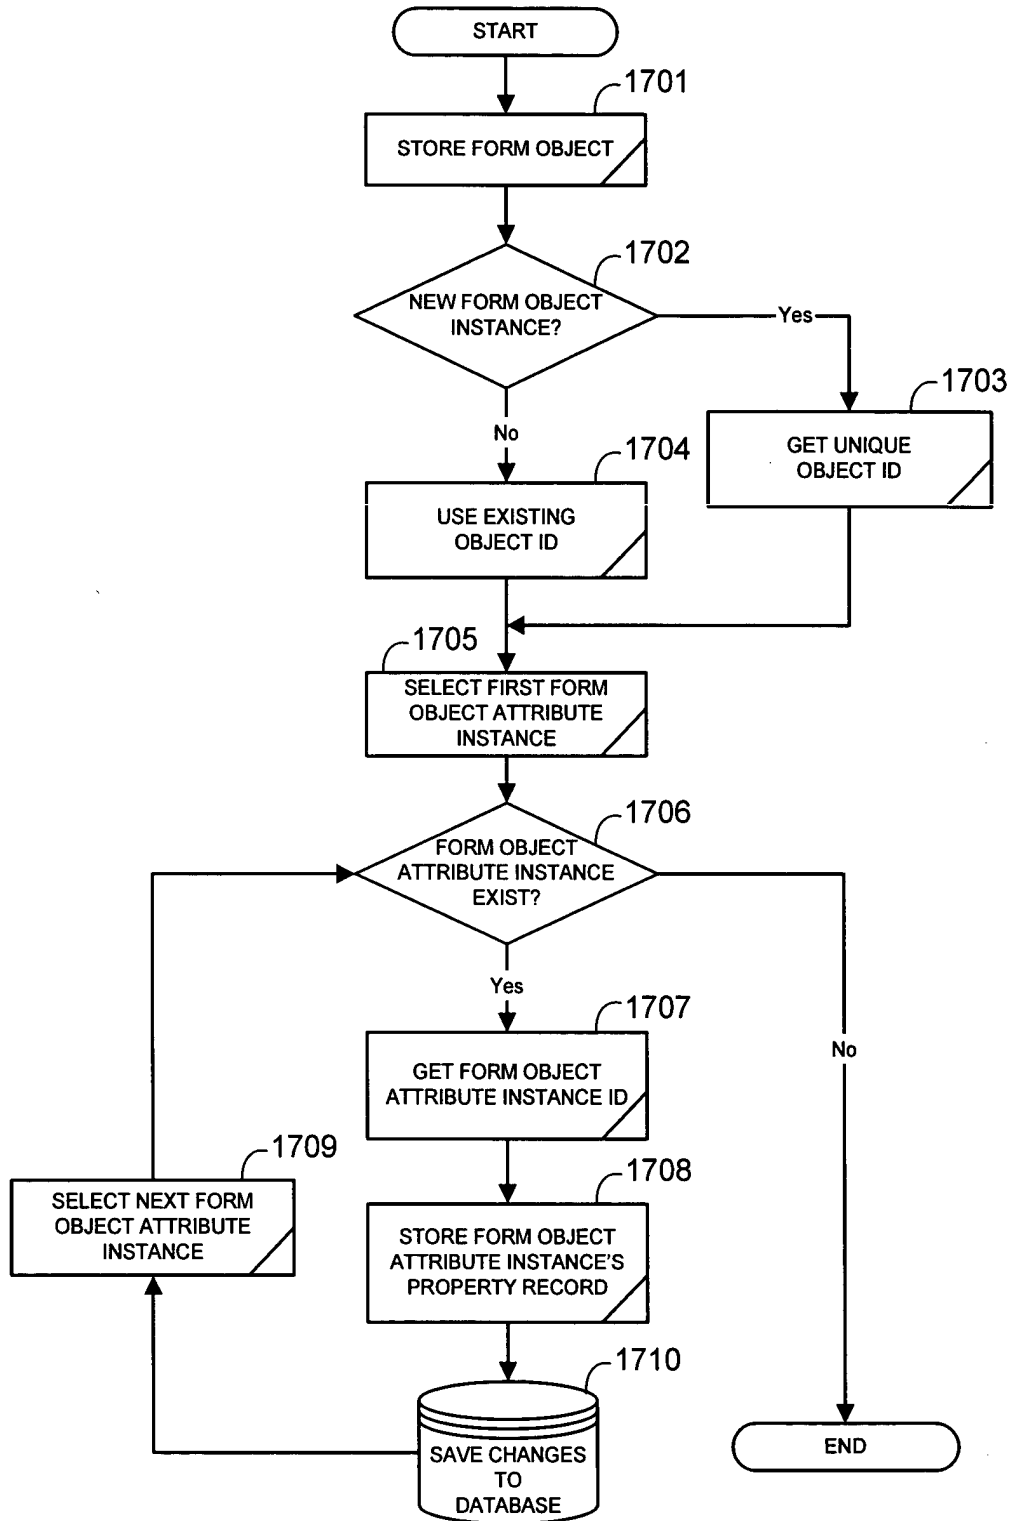 START
1701
STORE FORM OBJECT
1702
NEW FORM OBJECT
INSTANCE?
Yes
1703
GET UNIQUE
OBJECT ID
No
1704
USE EXISTING
OBJECT ID
1705
SELECT FIRST FORM
OBJECT ATTRIBUTE
INSTANCE
1706
FORM OBJECT
ATTRIBUTE INSTANCE
EXIST?
Yes
1707
GET FORM OBJECT
ATTRIBUTE INSTANCE ID
No
1709
SELECT NEXT FORM
OBJECT ATTRIBUTE
INSTANCE
1708
STORE FORM OBJECT
ATTRIBUTE INSTANCE'S
PROPERTY RECORD
1710
SAVE CHANGES
TO
DATABASE
END